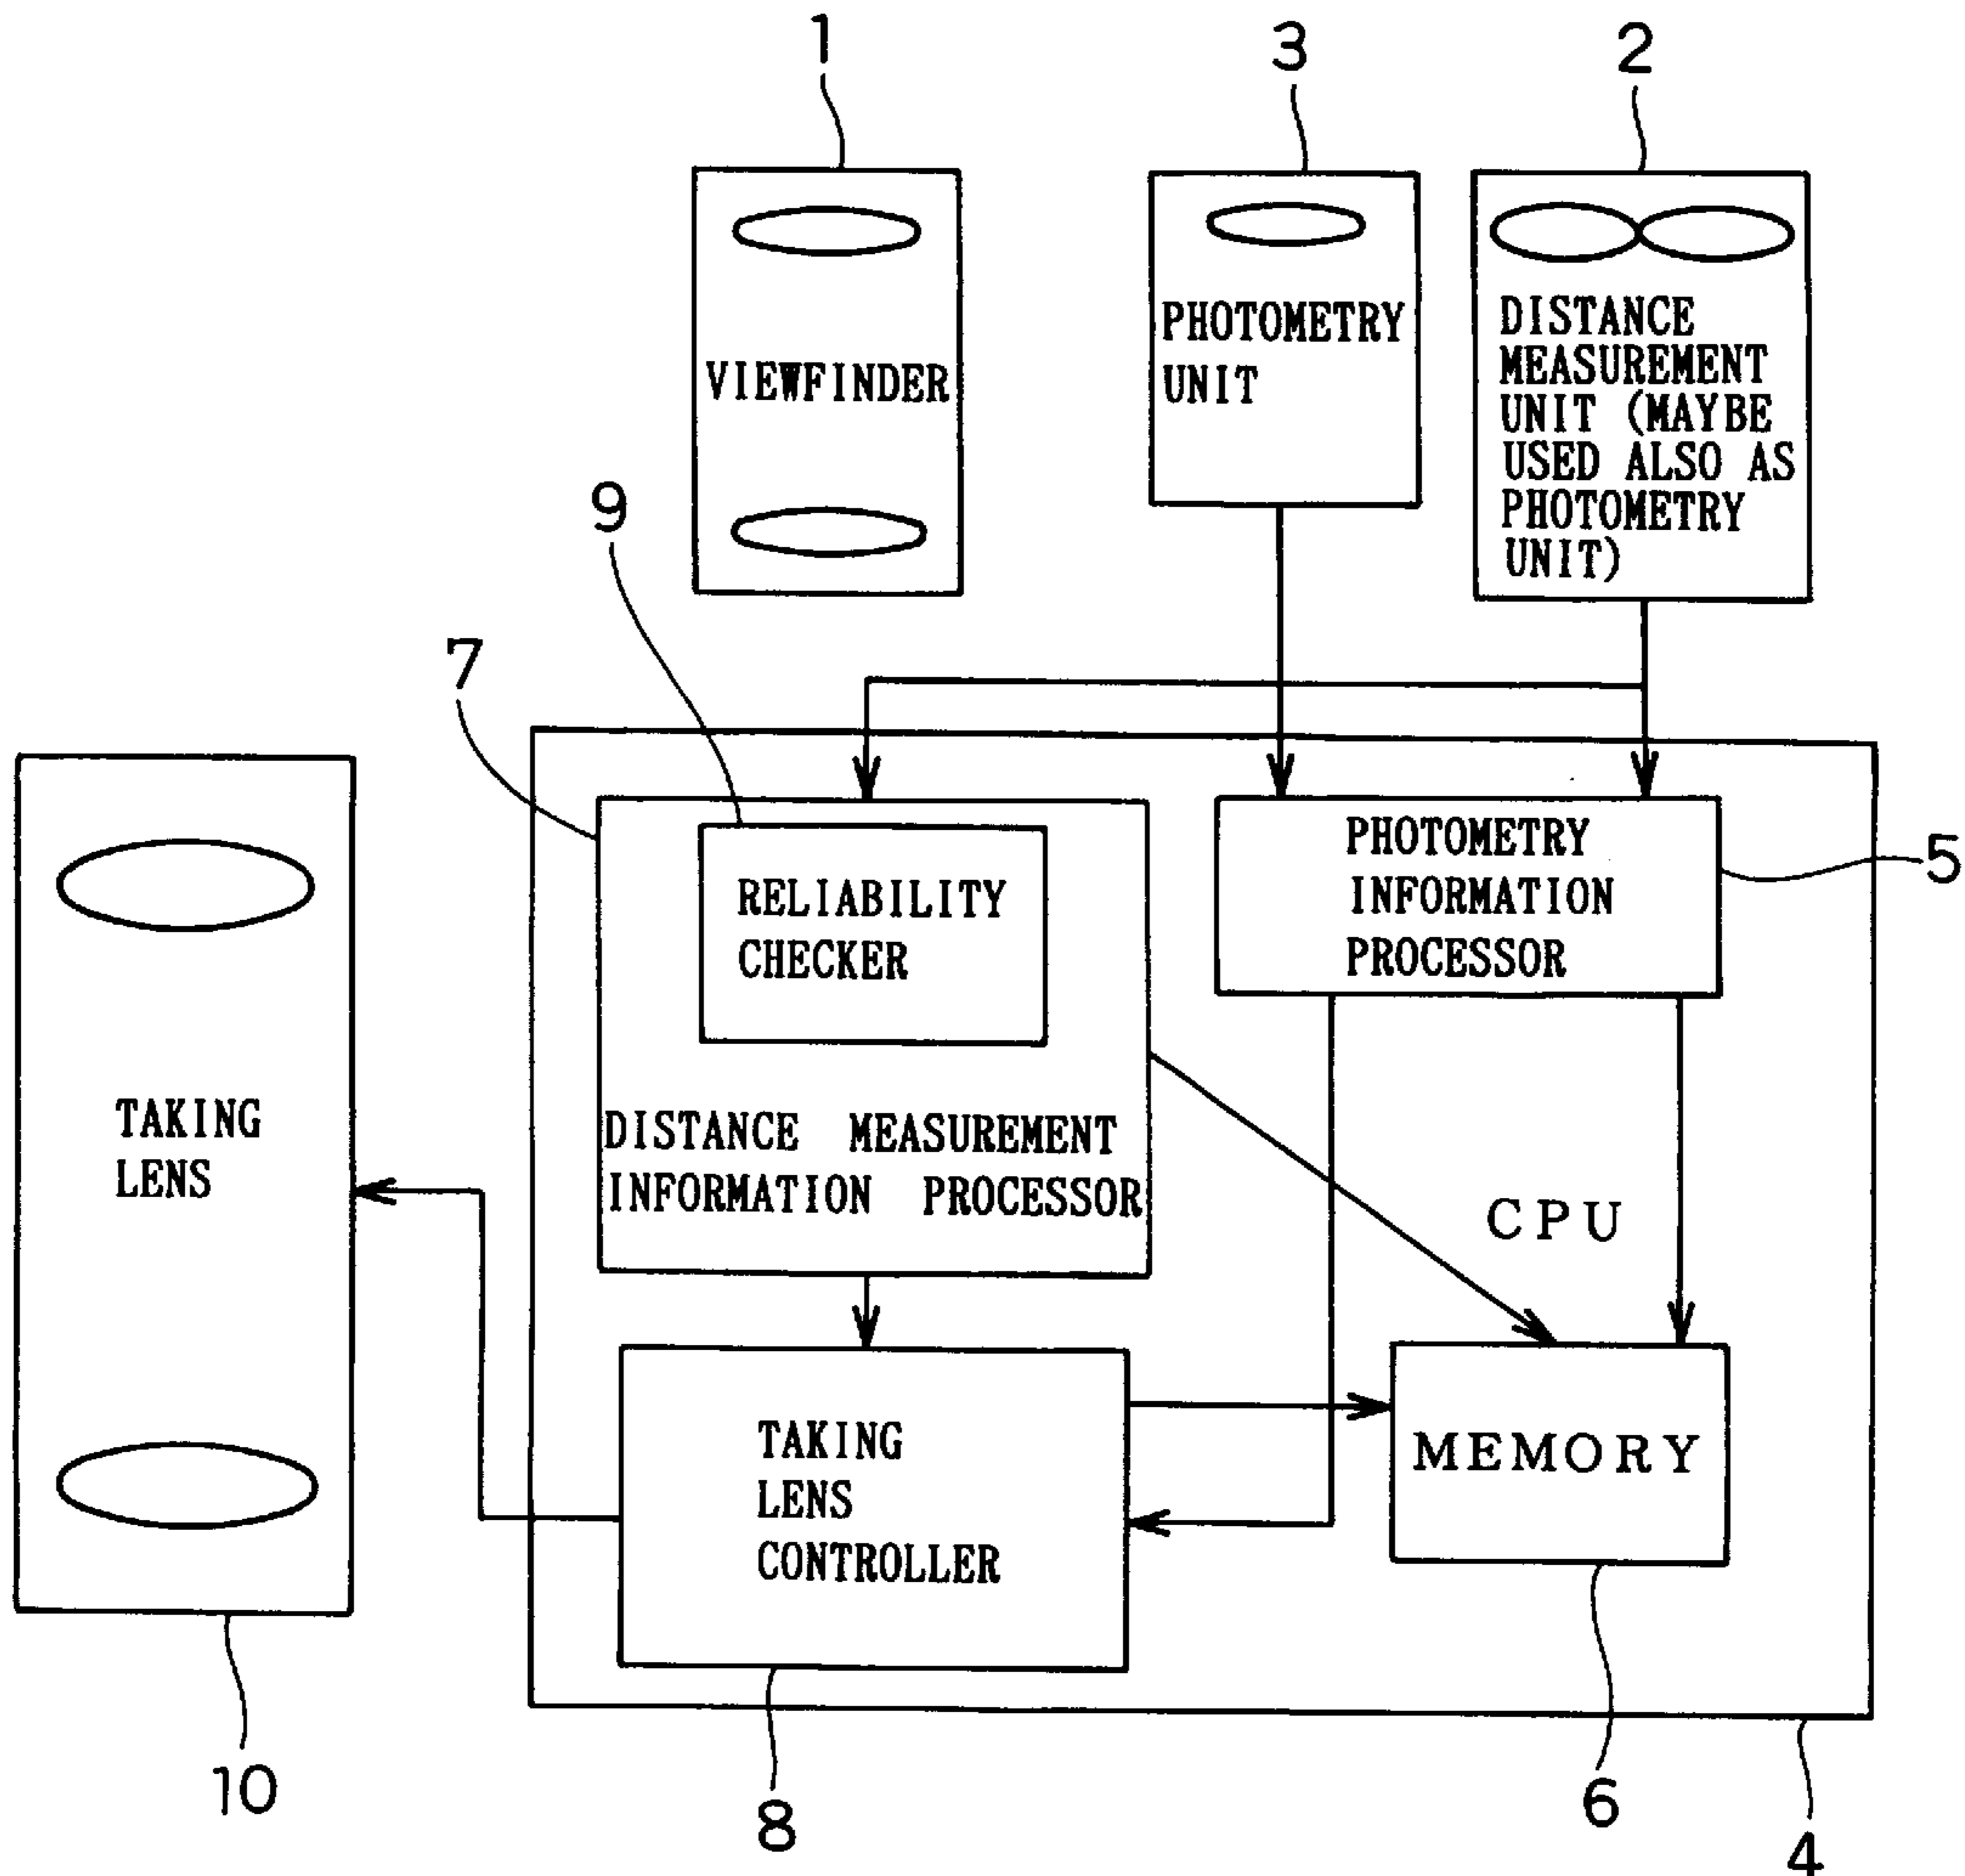 1
3
2
VIEWFINDER
PHOTOMETRY
UNIT
DISTANCE
MEASUREMENT
UNIT (MAYBE
USED ALSO AS
PHOTOMETRY
UNIT)
9
7
RELIABILITY
CHECKER
DISTANCE MEASUREMENT
INFORMATION PROCESSOR
PHOTOMETRY
INFORMATION
PROCESSOR
5
TAKING
LENS
CPU
TAKING
LENS
CONTROLLER
MEMORY
10
8
6
4